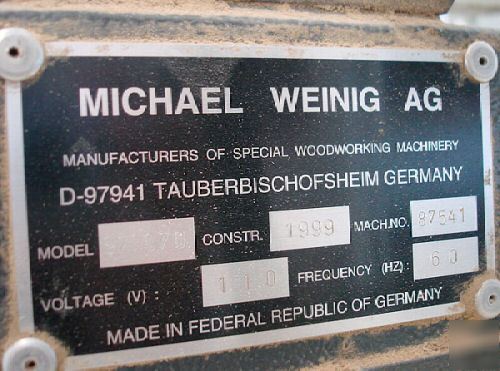 MICHAEL WEINIG AG
MANUFACTURERS OF SPECIAL WOODWORKING MACHINERY
D-97941 TAUBERBISCHOFSHEIM GERMANY
MODEL CONSTR. 1999 MACH.NO. 87541
VOLTAGE (V) : 110 FREQUENCY (HZ) : 60
MADE IN FEDERAL REPUBLIC OF GERMANY